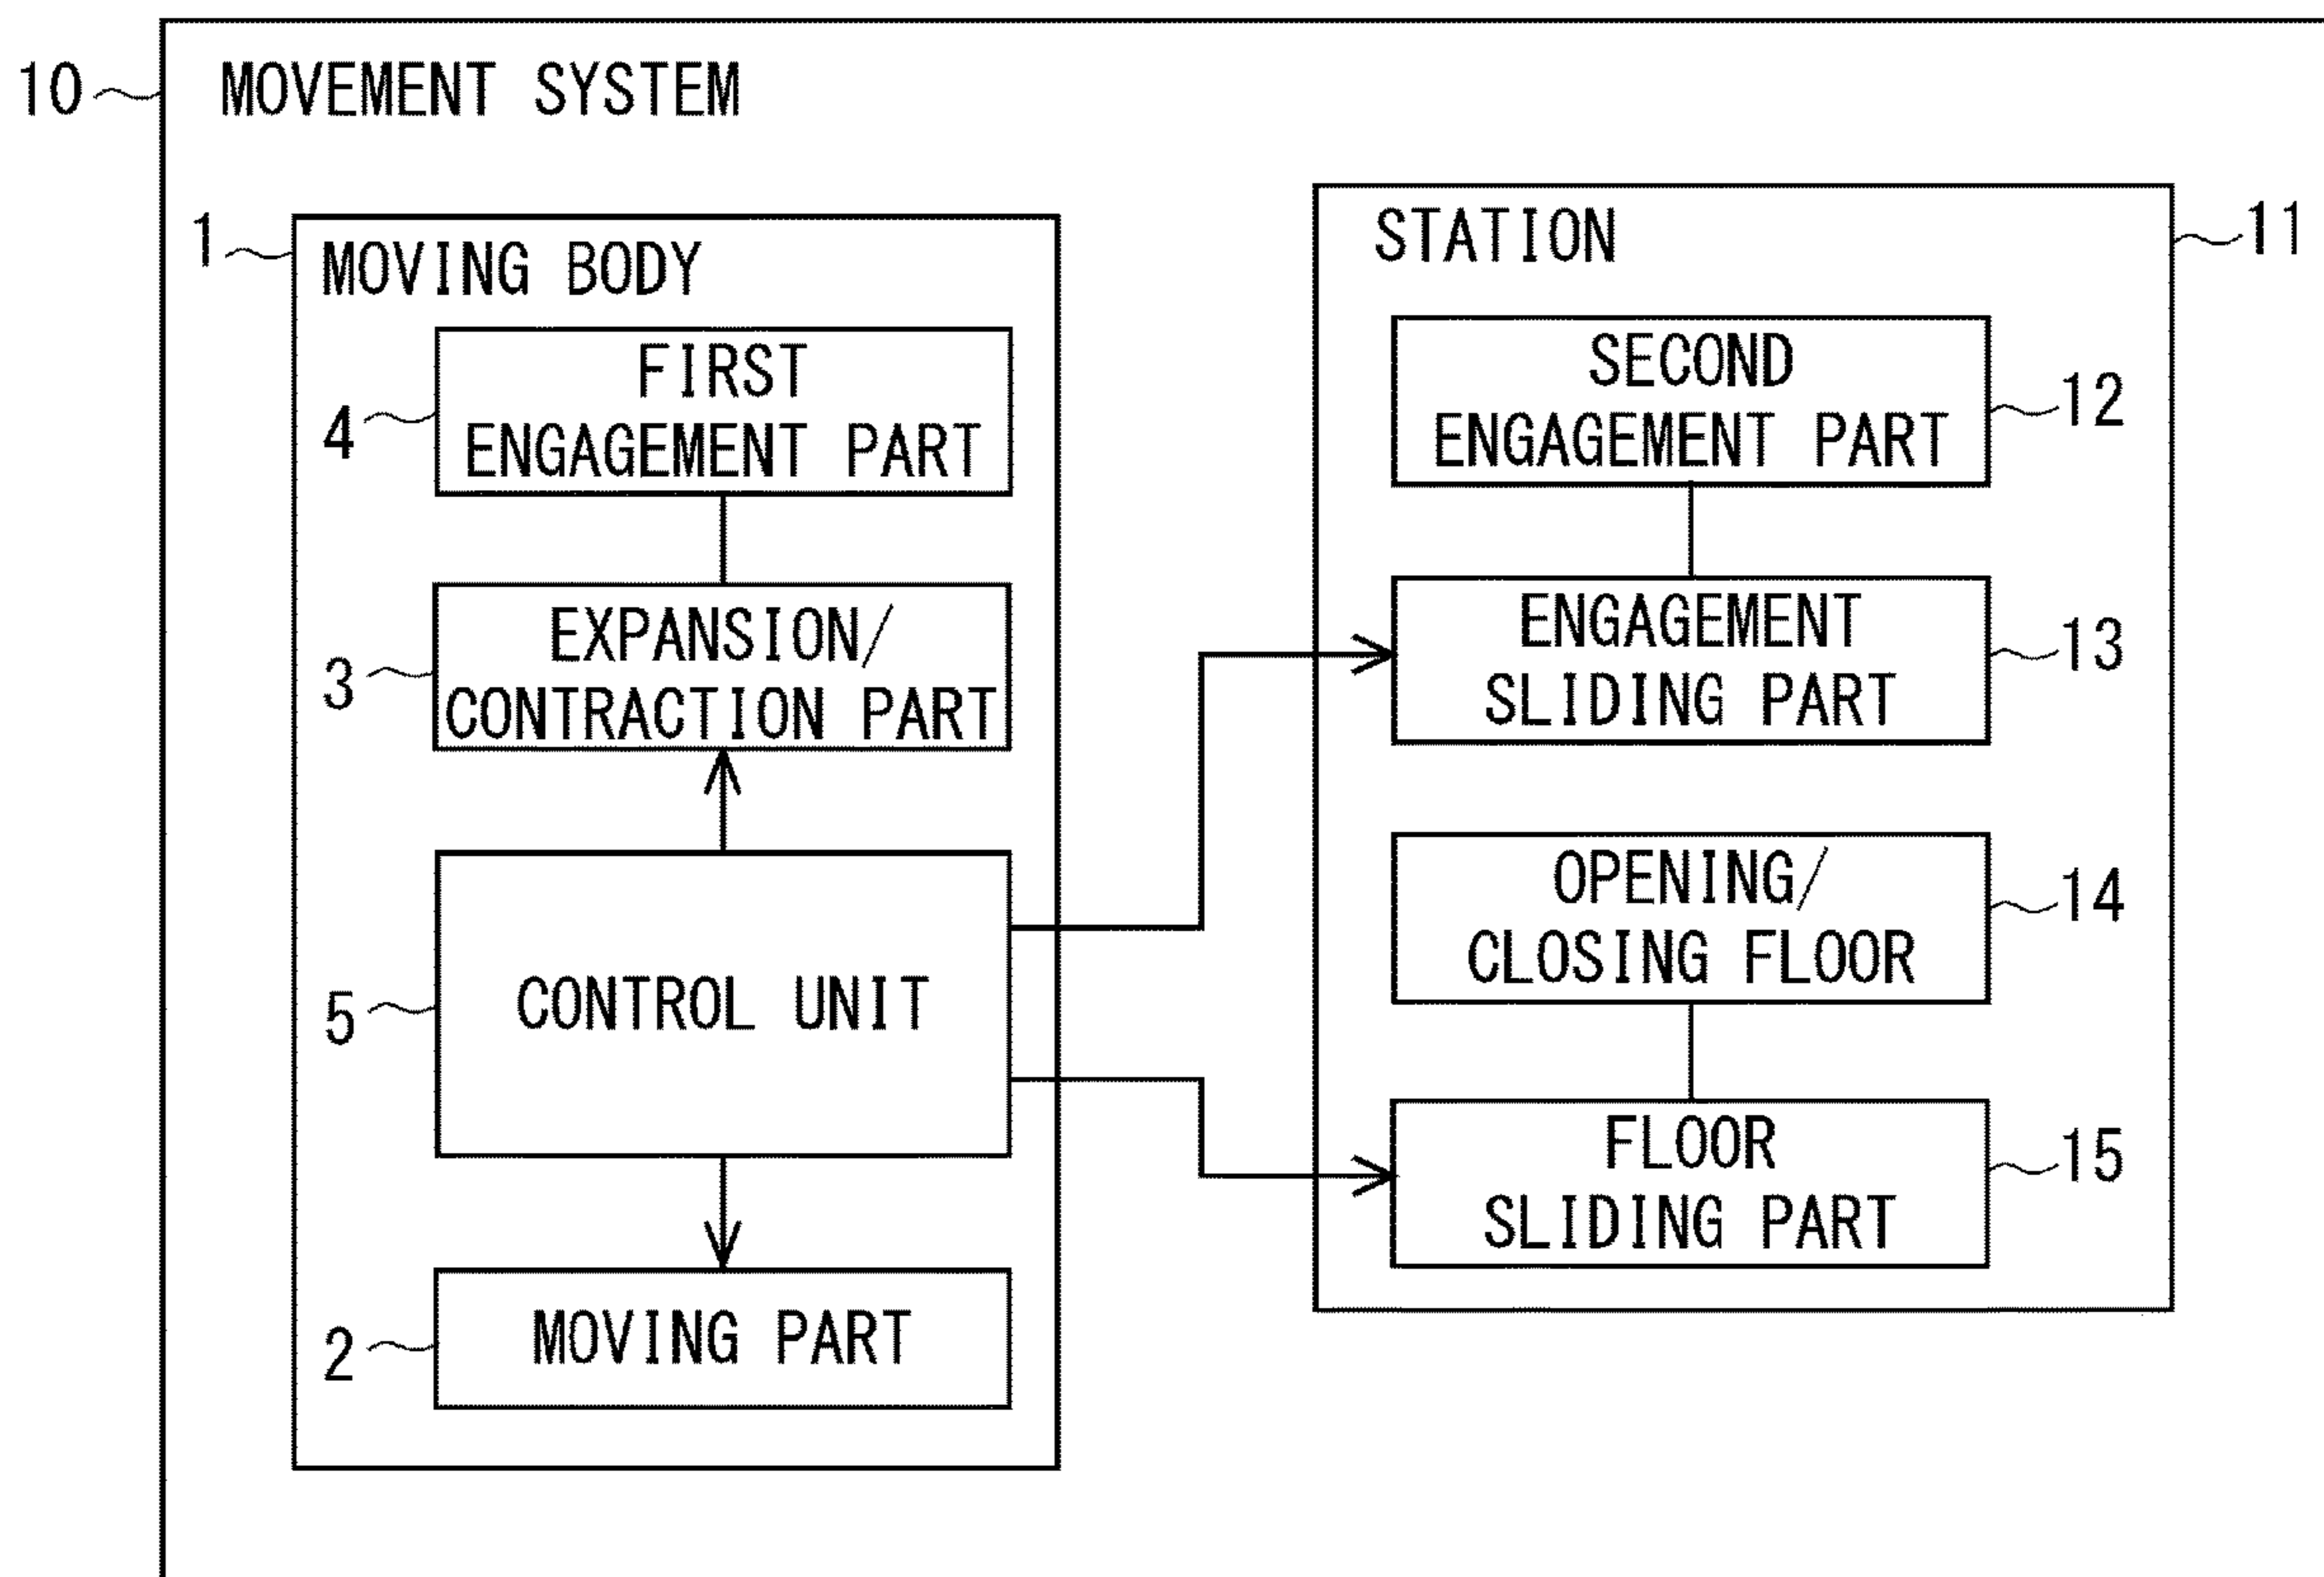 10
MOVEMENT SYSTEM
1
MOVING BODY
4
FIRST
ENGAGEMENT PART
3
EXPANSION/
CONTRACTION PART
5
CONTROL UNIT
2
MOVING PART
STATION
11
SECOND
ENGAGEMENT PART
12
ENGAGEMENT
SLIDING PART
13
OPENING/
CLOSING FLOOR
14
FLOOR
SLIDING PART
15